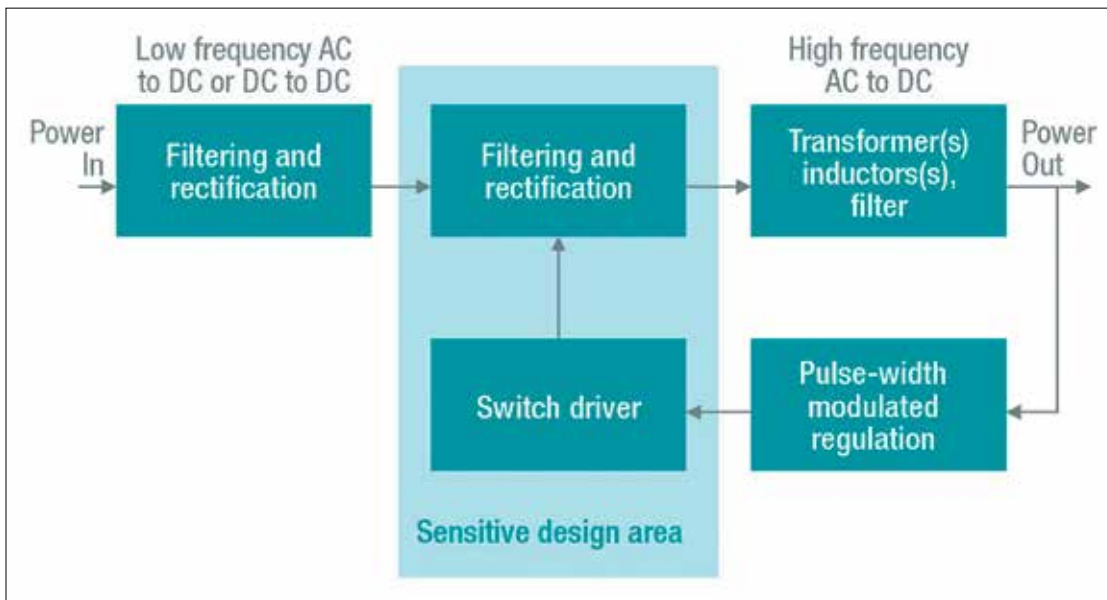 Low frequency AC
to DC or DC to DC
High frequency
AC to DC
Power
In
Filtering and
rectification
Filtering and
rectification
Transformer(s)
inductors(s),
filter
Power
Out
Switch driver
Pulse-width
modulated
regulation
Sensitive design area